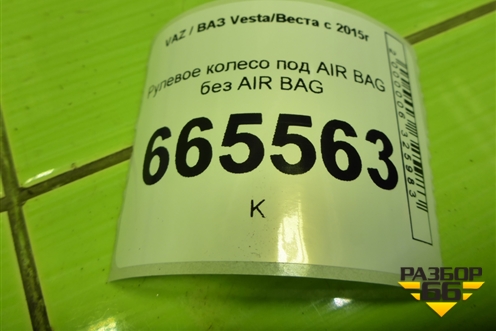 VAZ / ВАЗ Vesta/Веста с 2015г
Рулевое колесо под AIR BAG
без AIR BAG
665563
К
РАЗБОР
66